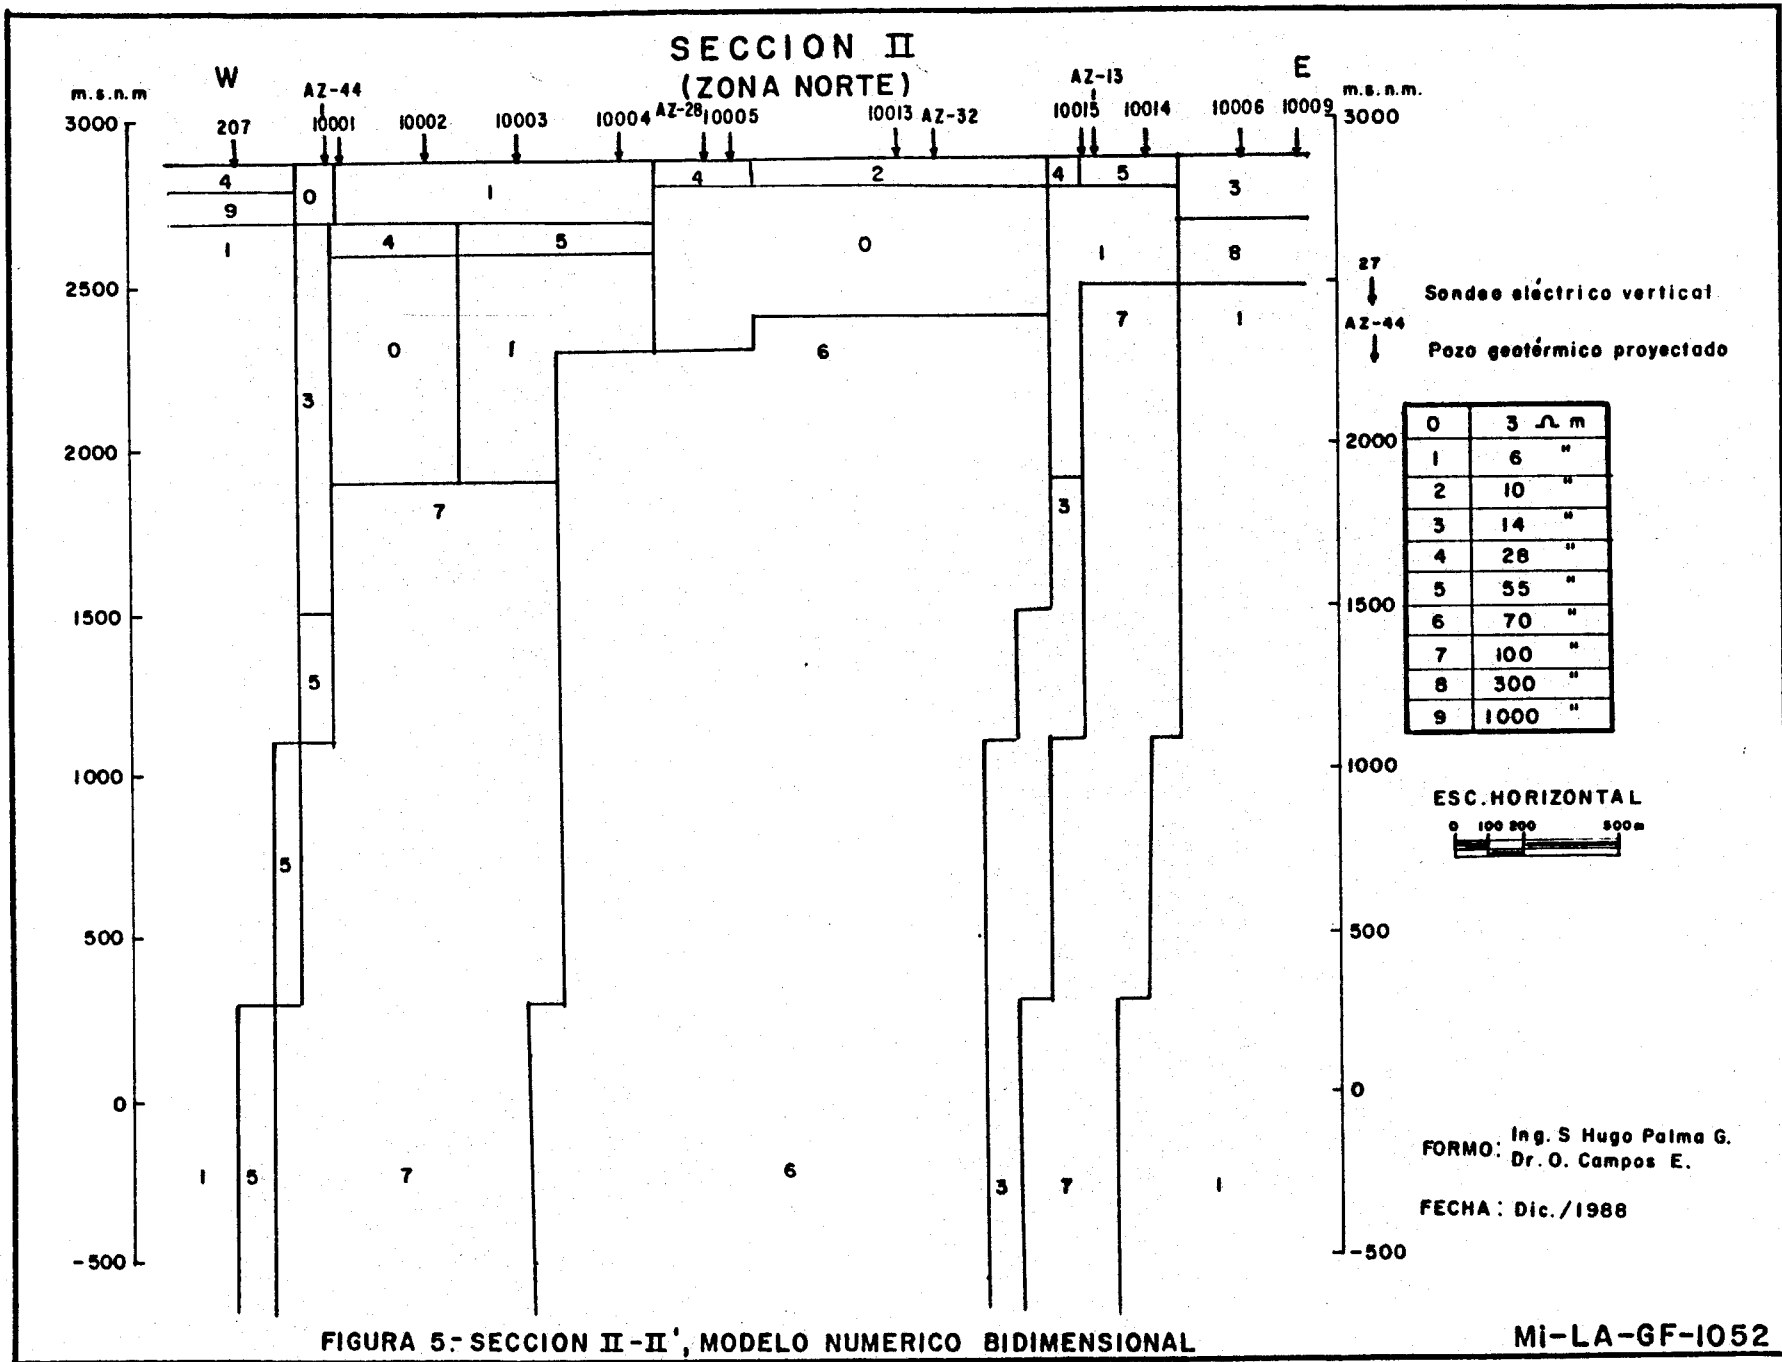 SECCION II
(ZONA NORTE)
W
E
m.s.n.m
m.s.n.m.
AZ-44
AZ-28
AZ-32
AZ-13
207
10001
10002
10003
10004
10005
10013
10015
10014
10006
10009
3000
2500
2000
1500
1000
500
0
-500
3000
2000
1500
1000
500
0
-500
4
9
1
0
1
4
5
4
2
0
4
5
1
3
8
7
1
3
0
1
6
7
3
5
5
1
5
7
6
3
7
1
27
Sondeo eléctrico vertical
AZ-44
Pozo geotérmico proyectado
0 3 Ω m
1 6 "
2 10 "
3 14 "
4 28 "
5 55 "
6 70 "
7 100 "
8 300 "
9 1000 "
ESC.HORIZONTAL
0 100 200 500m
FORMO: Ing. S Hugo Palma G.
Dr. O. Campos E.
FECHA: Dic./1988
FIGURA 5.- SECCION II-II', MODELO NUMERICO BIDIMENSIONAL
Mi-LA-GF-1052